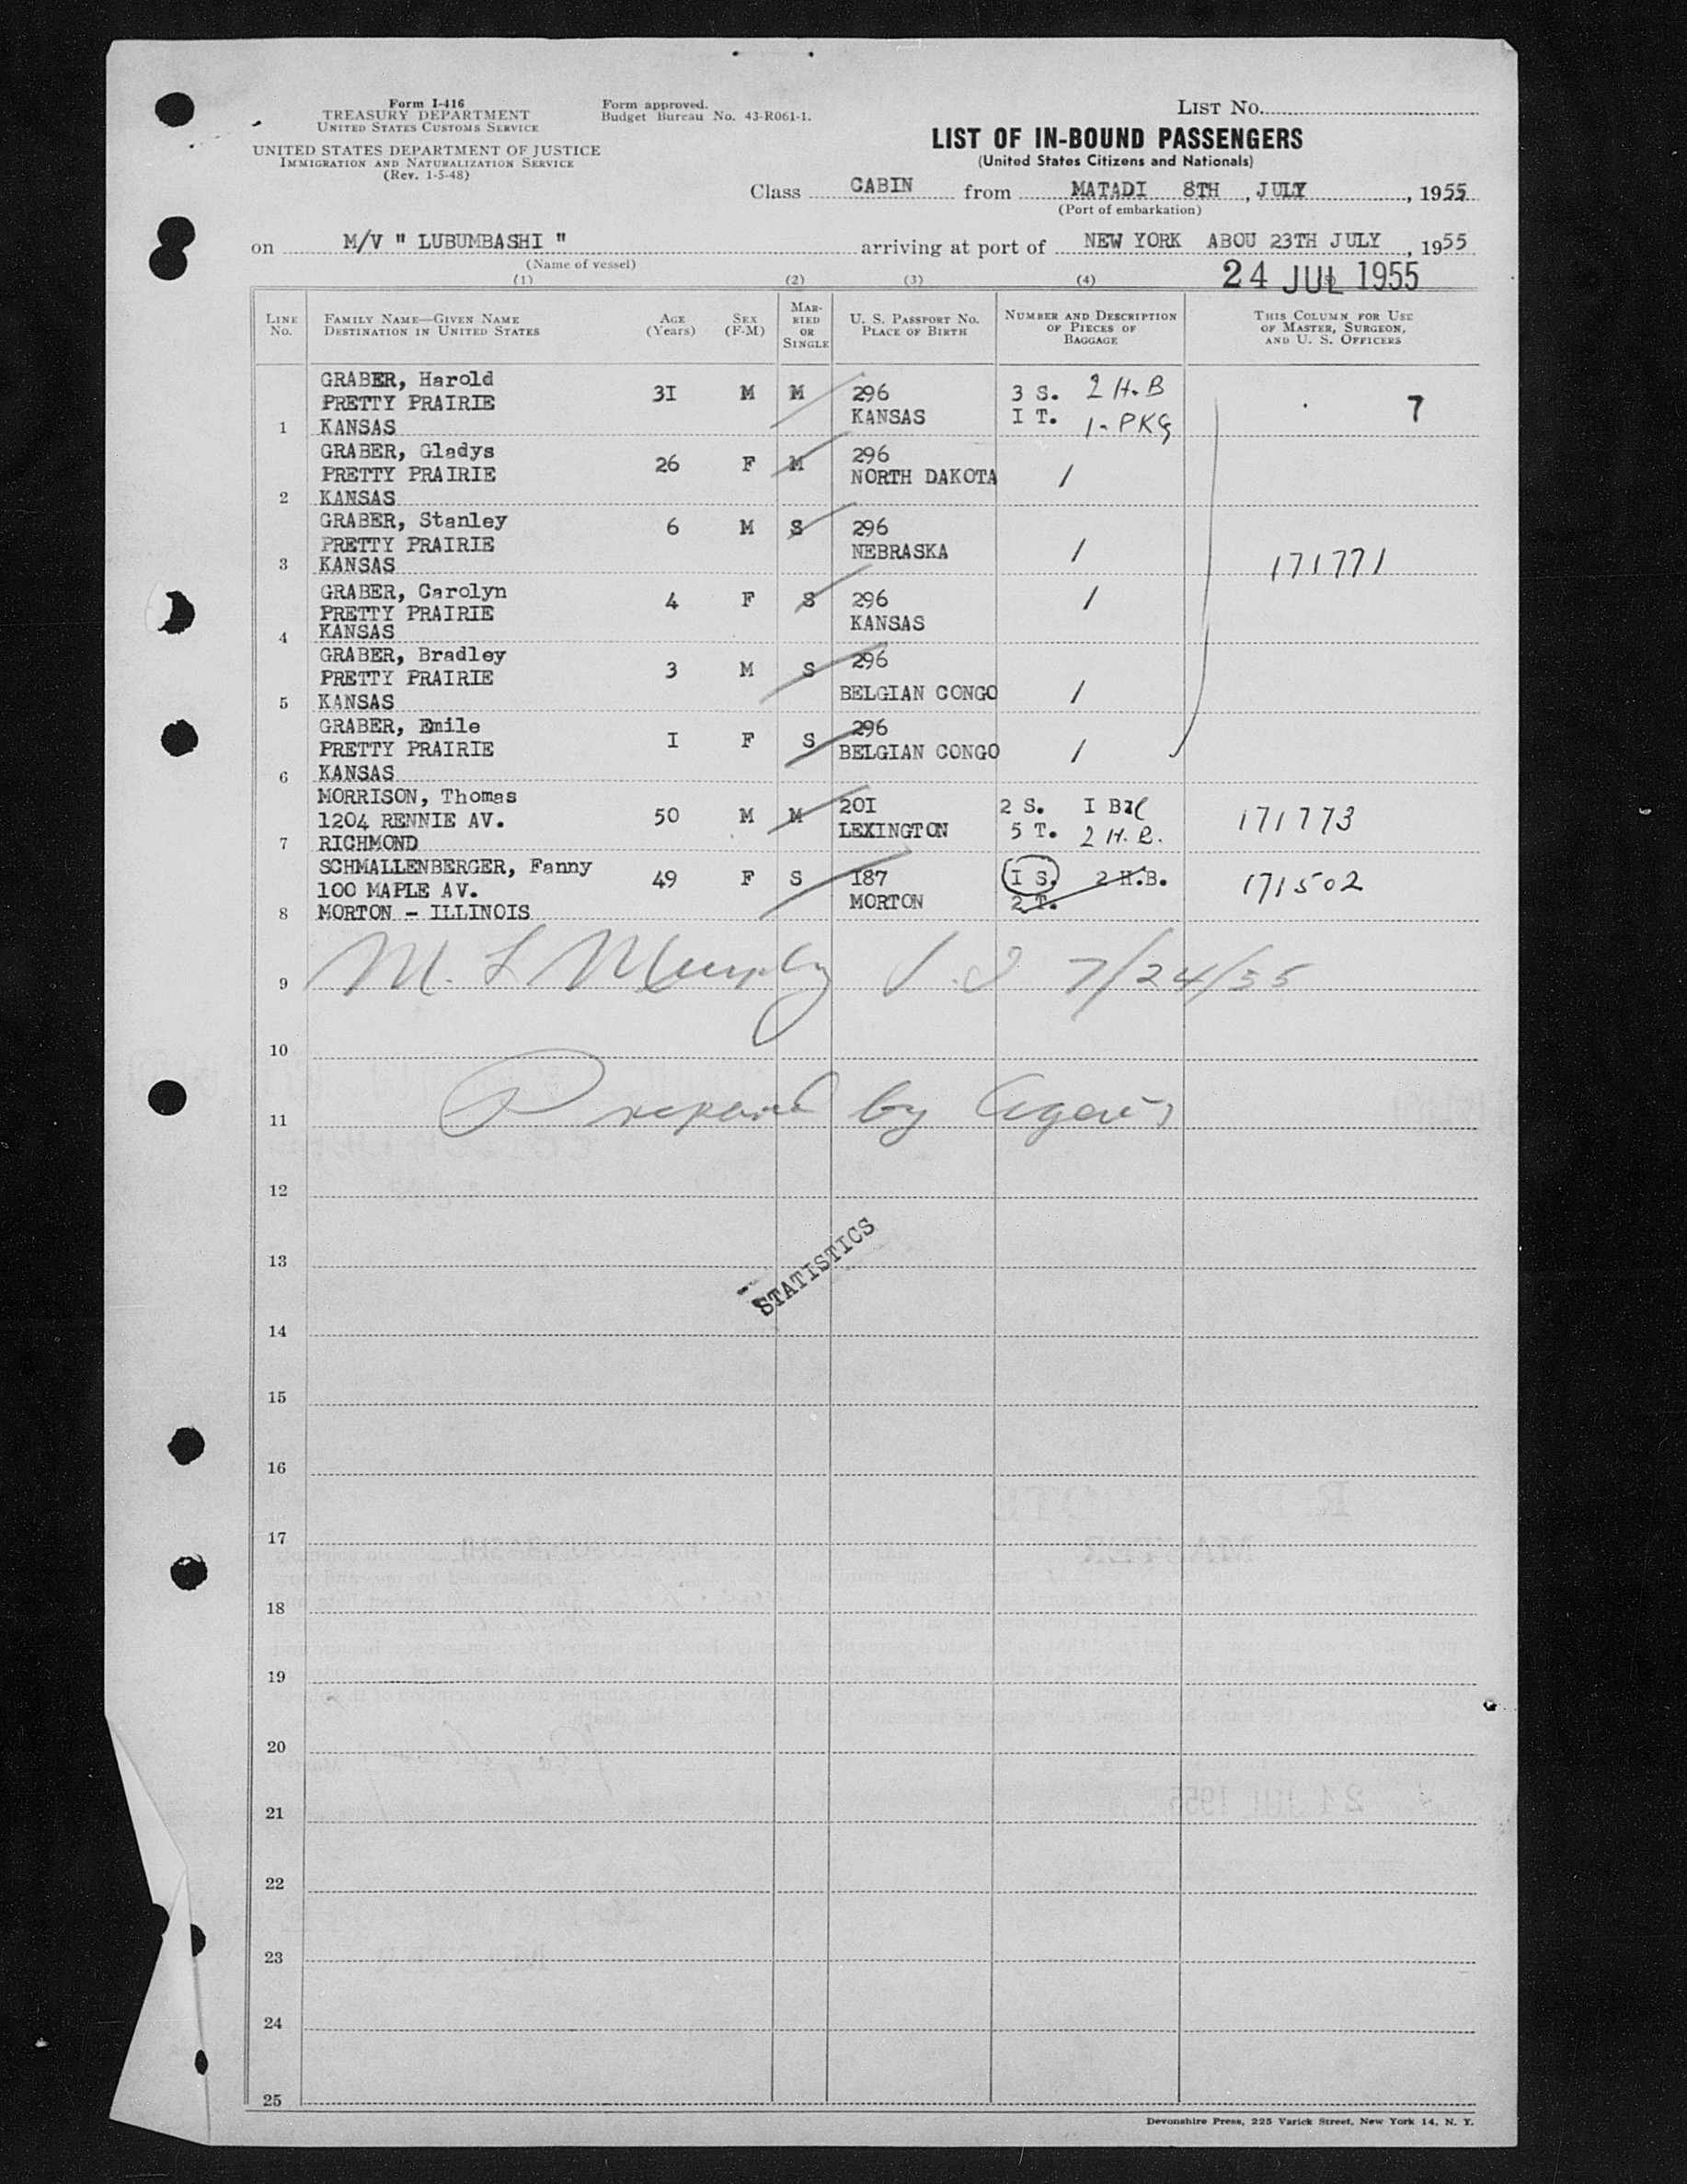 Form I-416
TREASURY DEPARTMENT
UNITED STATES CUSTOMS SERVICE
UNITED STATES DEPARTMENT OF JUSTICE
IMMIGRATION AND NATURALIZATION SERVICE
(Rev. 1-5-48)
Form approved.
Budget Bureau No. 43-R061-1.
LIST NO.
LIST OF IN-BOUND PASSENGERS
(United States Citizens and Nationals)
Class CABIN from MATADI 8TH, JULY, 1955
(Port of embarkation)
on M/V " LUBUMBASHI " arriving at port of NEW YORK ABOU 23TH JULY, 1955
(Name of vessel)
24 JUL 1955
(1) (2) (3) (4)
LINE No. FAMILY NAME—GIVEN NAME DESTINATION IN UNITED STATES AGE (Years) SEX (F-M) MARRIED OR SINGLE U. S. PASSPORT NO. PLACE OF BIRTH NUMBER AND DESCRIPTION OF PIECES OF BAGGAGE THIS COLUMN FOR USE OF MASTER, SURGEON, AND U. S. OFFICERS
GRABER, Harold 3I M M 296 3 S. 2 H.B 7
PRETTY PRAIRIE KANSAS I T. 1-PKG
1 KANSAS
GRABER, Gladys 26 F M 296
PRETTY PRAIRIE NORTH DAKOTA /
2 KANSAS
GRABER, Stanley 6 M S 296
PRETTY PRAIRIE NEBRASKA /
3 KANSAS 171771
GRABER, Carolyn 4 F S 296 /
PRETTY PRAIRIE KANSAS
4 KANSAS
GRABER, Bradley 3 M S 296
PRETTY PRAIRIE BELGIAN CONGO /
5 KANSAS
GRABER, Emile I F S 296
PRETTY PRAIRIE BELGIAN CONGO /
6 KANSAS
MORRISON, Thomas 50 M M 20I 2 S. I 171773
1204 RENNIE AV. LEXINGTON 5 T. 2 H.B.
7 RICHMOND
SCHMALLENBERGER, Fanny 49 F S I87 I S. 2 H.B. 171502
100 MAPLE AV. MORTON 2 T.
8 MORTON - ILLINOIS
9 M. L Murphy 7/24/55
10
11 Prepared by Agents
12
STATISTICS
13
14
15
16
17
18
19
20
21
22
23
24
25
Devonshire Press, 225 Varick Street, New York 14, N. Y.